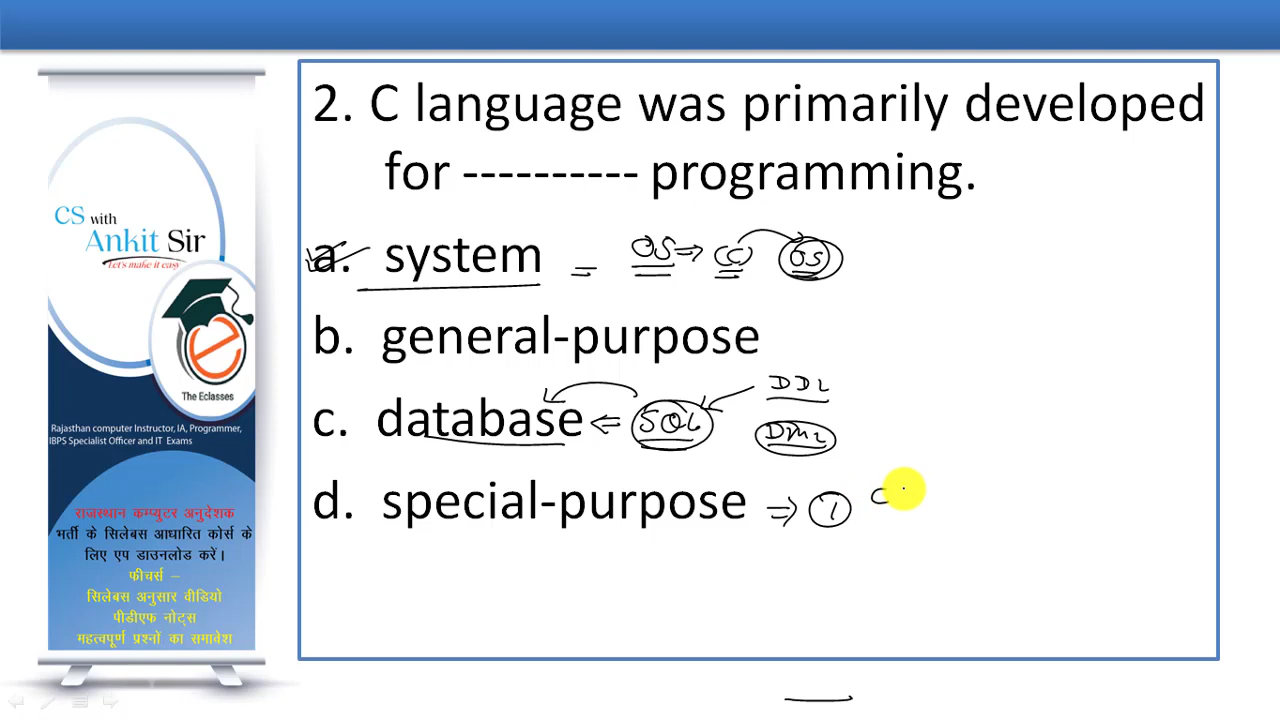 CS with
Ankit Sir
Let's make it easy
The Eclasses
Rajasthan computer Instructor, IA, Programmer,
IBPS Specialist Officer and IT Exams
राजस्थान कम्प्युटर अनुदेशक
भर्ती के सिलेबस आधारित कोर्स के
लिए एप डाउनलोड करें।
फीचर्स –
सिलेबस अनुसार वीडियो
पीडीएफ नोट्स
महत्वपूर्ण प्रश्नों का समावेश
2. C language was primarily developed
for ---------- programming.
a. system = OS ⇒ C OS
b. general-purpose
c. database ⇐ SQL DDL
DML
d. special-purpose ⇒ 1 C